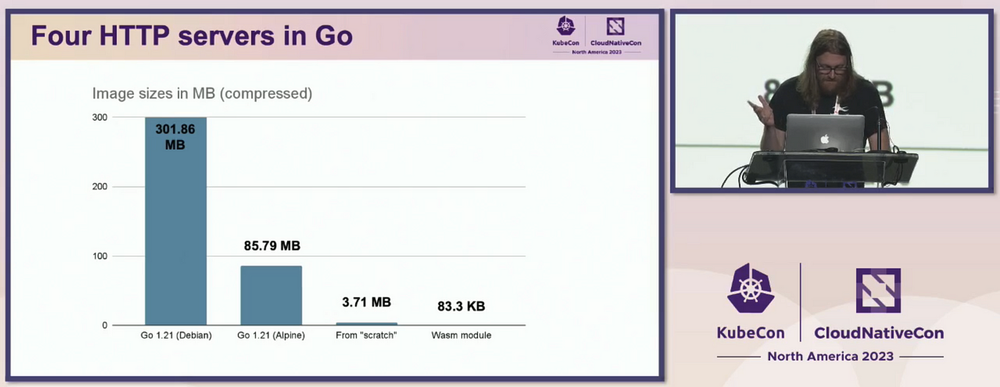 Four HTTP servers in Go
KubeCon
CloudNativeCon
North America 2023
Image sizes in MB (compressed)
300
200
100
0
301.86
MB
85.79 MB
3.71 MB
83.3 KB
Go 1.21 (Debian)
Go 1.21 (Alpine)
From "scratch"
Wasm module
8
B
KubeCon
CloudNativeCon
North America 2023